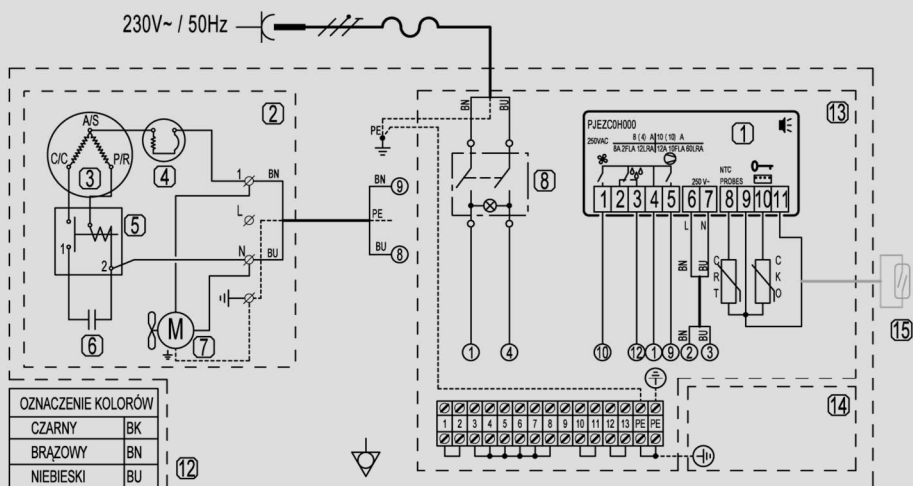 230V~ / 50Hz
2
A/S
C/C
P/R
3
4
5
1
2
6
M
7
1
BN
L
N
BU
PE
BN
9
PE
BU
8
BN
BU
8
1
4
13
PJEZC0H000
1
250VAC
8 (4) A
10 (10) A
8A 2FLA 12LRA
12A 10FLA 60LRA
NTC
250 V~
PROBES
1 2 3 4 5 6 7 8 9 10 11
L N
BN BU
C R T
C K O
BN BU
10 12 1 9 2 3
15
1 2 3 4 5 6 7 8 9 10 11 12 13 PE PE
14
OZNACZENIE KOLORÓW
CZARNY BK
BRĄZOWY BN
NIEBIESKI BU
12